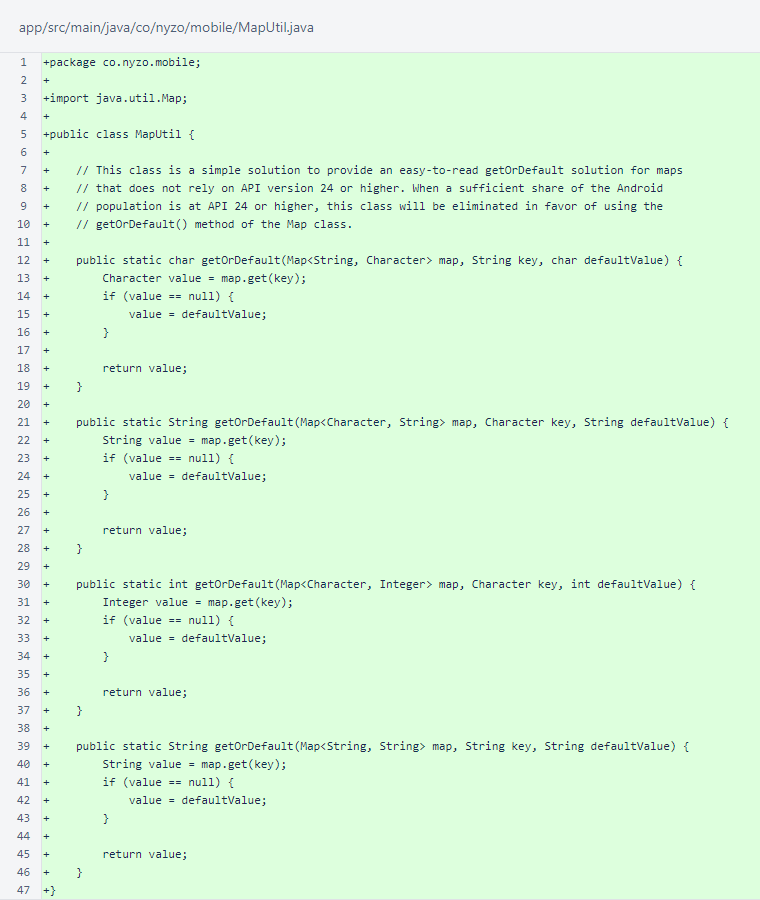 app/src/main/java/co/nyzo/mobile/MapUtil.java
1 +package co.nyzo.mobile;
2 +
3 +import java.util.Map;
4 +
5 +public class MapUtil {
6 +
7 +    // This class is a simple solution to provide an easy-to-read getOrDefault solution for maps
8 +    // that does not rely on API version 24 or higher. When a sufficient share of the Android
9 +    // population is at API 24 or higher, this class will be eliminated in favor of using the
10 +    // getOrDefault() method of the Map class.
11 +
12 +    public static char getOrDefault(Map<String, Character> map, String key, char defaultValue) {
13 +        Character value = map.get(key);
14 +        if (value == null) {
15 +            value = defaultValue;
16 +        }
17 +
18 +        return value;
19 +    }
20 +
21 +    public static String getOrDefault(Map<Character, String> map, Character key, String defaultValue) {
22 +        String value = map.get(key);
23 +        if (value == null) {
24 +            value = defaultValue;
25 +        }
26 +
27 +        return value;
28 +    }
29 +
30 +    public static int getOrDefault(Map<Character, Integer> map, Character key, int defaultValue) {
31 +        Integer value = map.get(key);
32 +        if (value == null) {
33 +            value = defaultValue;
34 +        }
35 +
36 +        return value;
37 +    }
38 +
39 +    public static String getOrDefault(Map<String, String> map, String key, String defaultValue) {
40 +        String value = map.get(key);
41 +        if (value == null) {
42 +            value = defaultValue;
43 +        }
44 +
45 +        return value;
46 +    }
47 +}